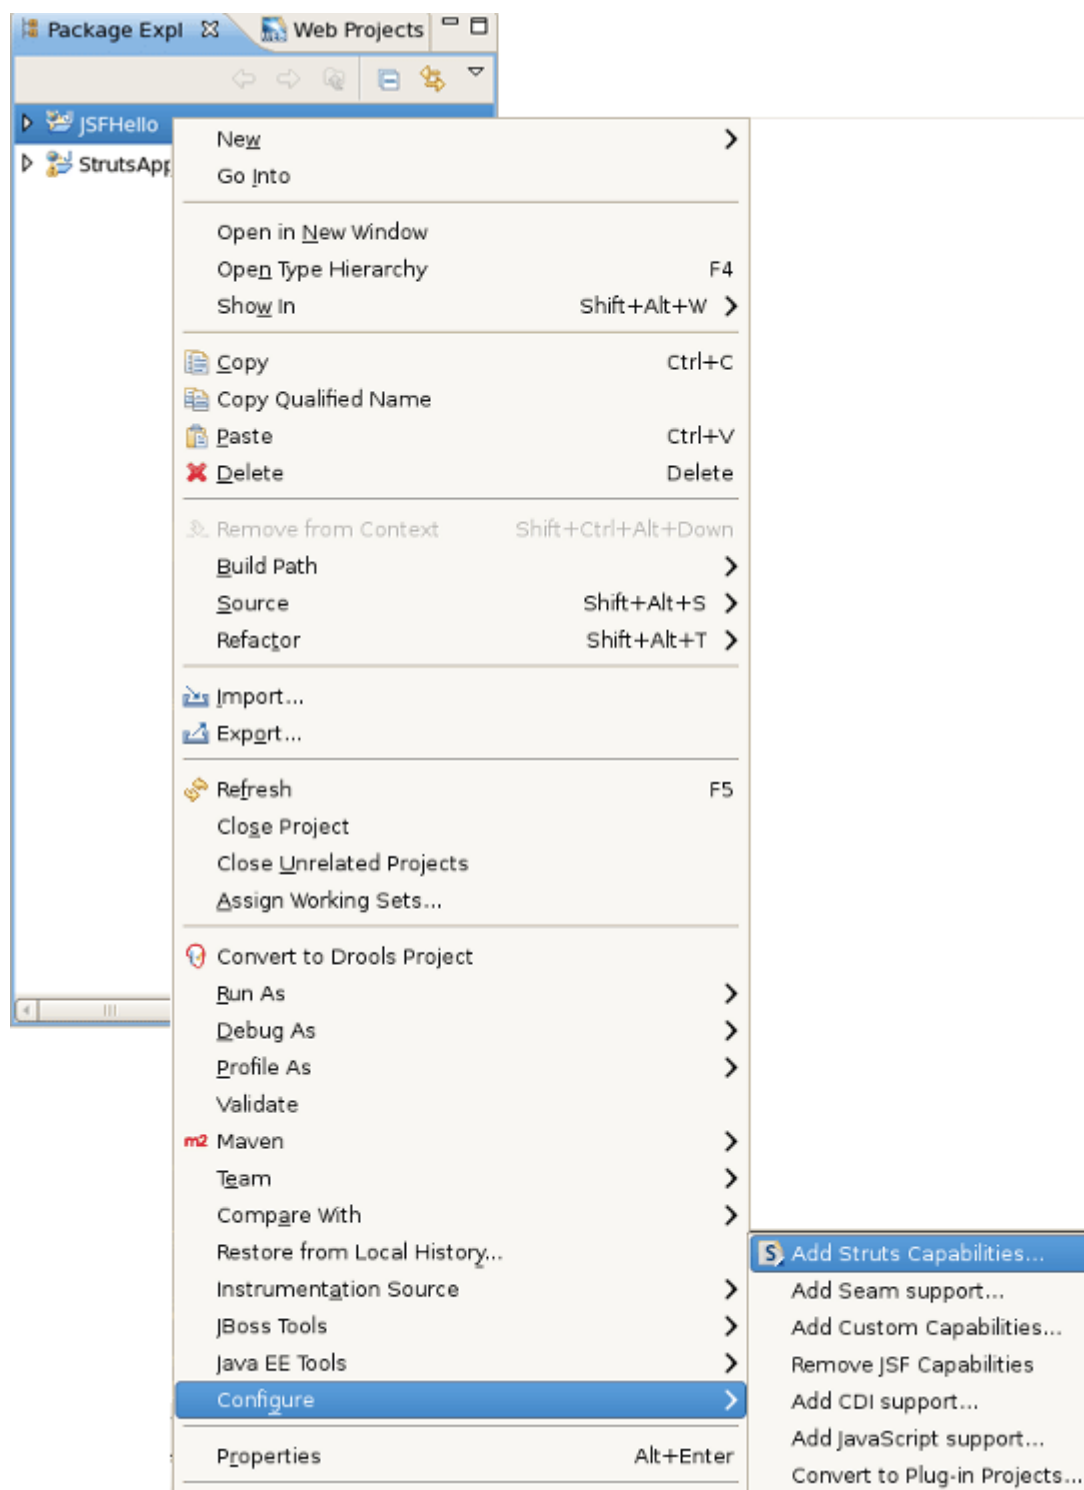 Package Expl Web Projects
JSFHello
StrutsApp
New
Go Into
Open in New Window
Open Type Hierarchy F4
Show In Shift+Alt+W
Copy Ctrl+C
Copy Qualified Name
Paste Ctrl+V
Delete Delete
Remove from Context Shift+Ctrl+Alt+Down
Build Path
Source Shift+Alt+S
Refactor Shift+Alt+T
Import...
Export...
Refresh F5
Close Project
Close Unrelated Projects
Assign Working Sets...
Convert to Drools Project
Run As
Debug As
Profile As
Validate
m2 Maven
Team
Compare With
Restore from Local History...
Instrumentation Source
JBoss Tools
Java EE Tools
Configure
Properties Alt+Enter
S Add Struts Capabilities...
Add Seam support...
Add Custom Capabilities...
Remove JSF Capabilities
Add CDI support...
Add JavaScript support...
Convert to Plug-in Projects...